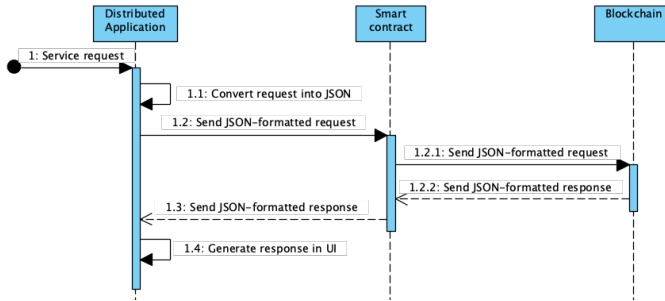 Distributed
Application
Smart
contract
Blockchain
1: Service request
1.1: Convert request into JSON
1.2: Send JSON-formatted request
1.2.1: Send JSON-formatted request
1.2.2: Send JSON-formatted response
1.3: Send JSON-formatted response
1.4: Generate response in UI